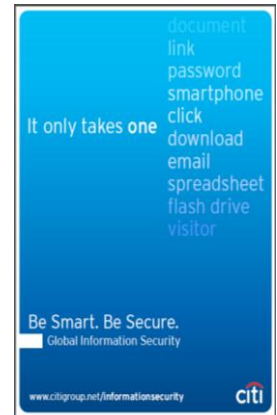 document
link
password
smartphone
It only takes one click
download
email
spreadsheet
flash drive
visitor
Be Smart. Be Secure.
Global Information Security
www.citigroup.net/informationsecurity
citi